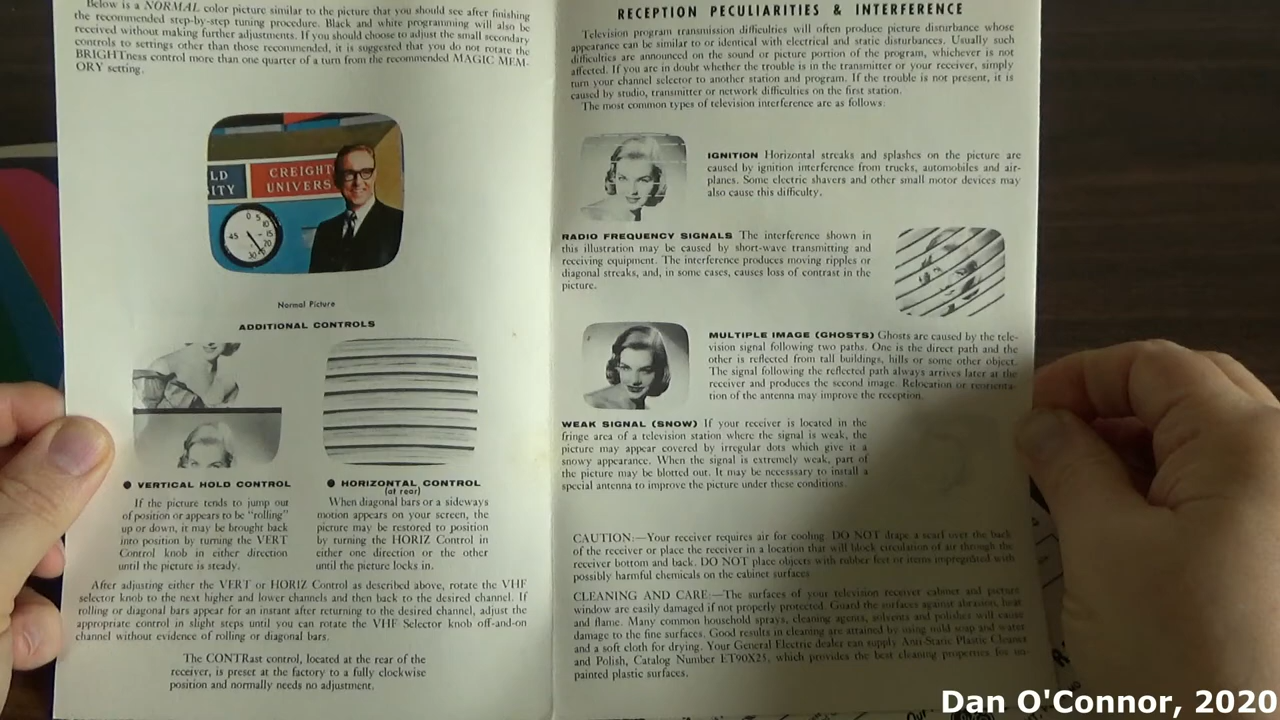 Below is a NORMAL color picture similar to the picture that you should see after finishing
the recommended step-by-step tuning procedure. Black and white programming will also be
received without making further adjustments. If you should choose to adjust the small secondary
controls to settings other than those recommended, it is suggested that you do not rotate the
BRIGHTness control more than one quarter of a turn from the recommended MAGIC MEM-
ORY setting.
LD
ITY
CREIGHT
UNIVERS
0
5
10
15
20
30
45
Normal Picture
ADDITIONAL CONTROLS
● VERTICAL HOLD CONTROL
If the picture tends to jump out
of position or appears to be "rolling"
up or down, it may be brought back
into position by turning the VERT
Control knob in either direction
until the picture is steady.
● HORIZONTAL CONTROL
(at rear)
When diagonal bars or a sideways
motion appears on your screen, the
picture may be restored to position
by turning the HORIZ Control in
either one direction or the other
until the picture locks in.
After adjusting either the VERT or HORIZ Control as described above, rotate the VHF
selector knob to the next higher and lower channels and then back to the desired channel. If
rolling or diagonal bars appear for an instant after returning to the desired channel, adjust the
appropriate control in slight steps until you can rotate the VHF Selector knob off-and-on
channel without evidence of rolling or diagonal bars.
The CONTRast control, located at the rear of the
receiver, is preset at the factory to a fully clockwise
position and normally needs no adjustment.
RECEPTION PECULIARITIES & INTERFERENCE
Television program transmission difficulties will often produce picture disturbance whose
appearance can be similar to or identical with electrical and static disturbances. Usually such
difficulties are announced on the sound or picture portion of the program, whichever is not
affected. If you are in doubt whether the trouble is in the transmitter or your receiver, simply
turn your channel selector to another station and program. If the trouble is not present, it is
caused by studio, transmitter or network difficulties on the first station.
The most common types of television interference are as follows.
IGNITION Horizontal streaks and splashes on the picture are
caused by ignition interference from trucks, automobiles and air-
planes. Some electric shavers and other small motor devices may
also cause this difficulty.
RADIO FREQUENCY SIGNALS The interference shown in
this illustration may be caused by short-wave transmitting and
receiving equipment. The interference produces moving ripples or
diagonal streaks, and, in some cases, causes loss of contrast in the
picture.
MULTIPLE IMAGE (GHOSTS) Ghosts are caused by the tele-
vision signal following two paths. One is the direct path and the
other is reflected from tall buildings, hills or some other object.
The signal following the reflected path always arrives later at the
receiver and produces the second image. Relocation or reorienta-
tion of the antenna may improve the reception.
WEAK SIGNAL (SNOW) If your receiver is located in the
fringe area of a television station where the signal is weak, the
picture may appear covered by irregular dots which give it a
snowy appearance. When the signal is extremely weak, part of
the picture may be blotted out. It may be necessary to install a
special antenna to improve the picture under these conditions.
CAUTION:—Your receiver requires air for cooling. DO NOT drape a scarf over the back
of the receiver or place the receiver in a location that will block circulation of air through the
receiver bottom and back. DO NOT place objects with rubber feet or items impregnated with
possibly harmful chemicals on the cabinet surfaces
CLEANING AND CARE:—The surfaces of your television receiver cabinet and picture
window are easily damaged if not properly protected. Guard the surfaces against abrasion, heat
and flame. Many common household sprays, cleaning agents, solvents and polishes will cause
damage to the fine surfaces. Good results in cleaning are attained by using mild soap and water
and a soft cloth for drying. Your General Electric dealer can supply Anti Static Plastic Cleaner
and Polish, Catalog Number ET90X25, which provides the best cleaning properties for un-
painted plastic surfaces.
Dan O'Connor, 2020